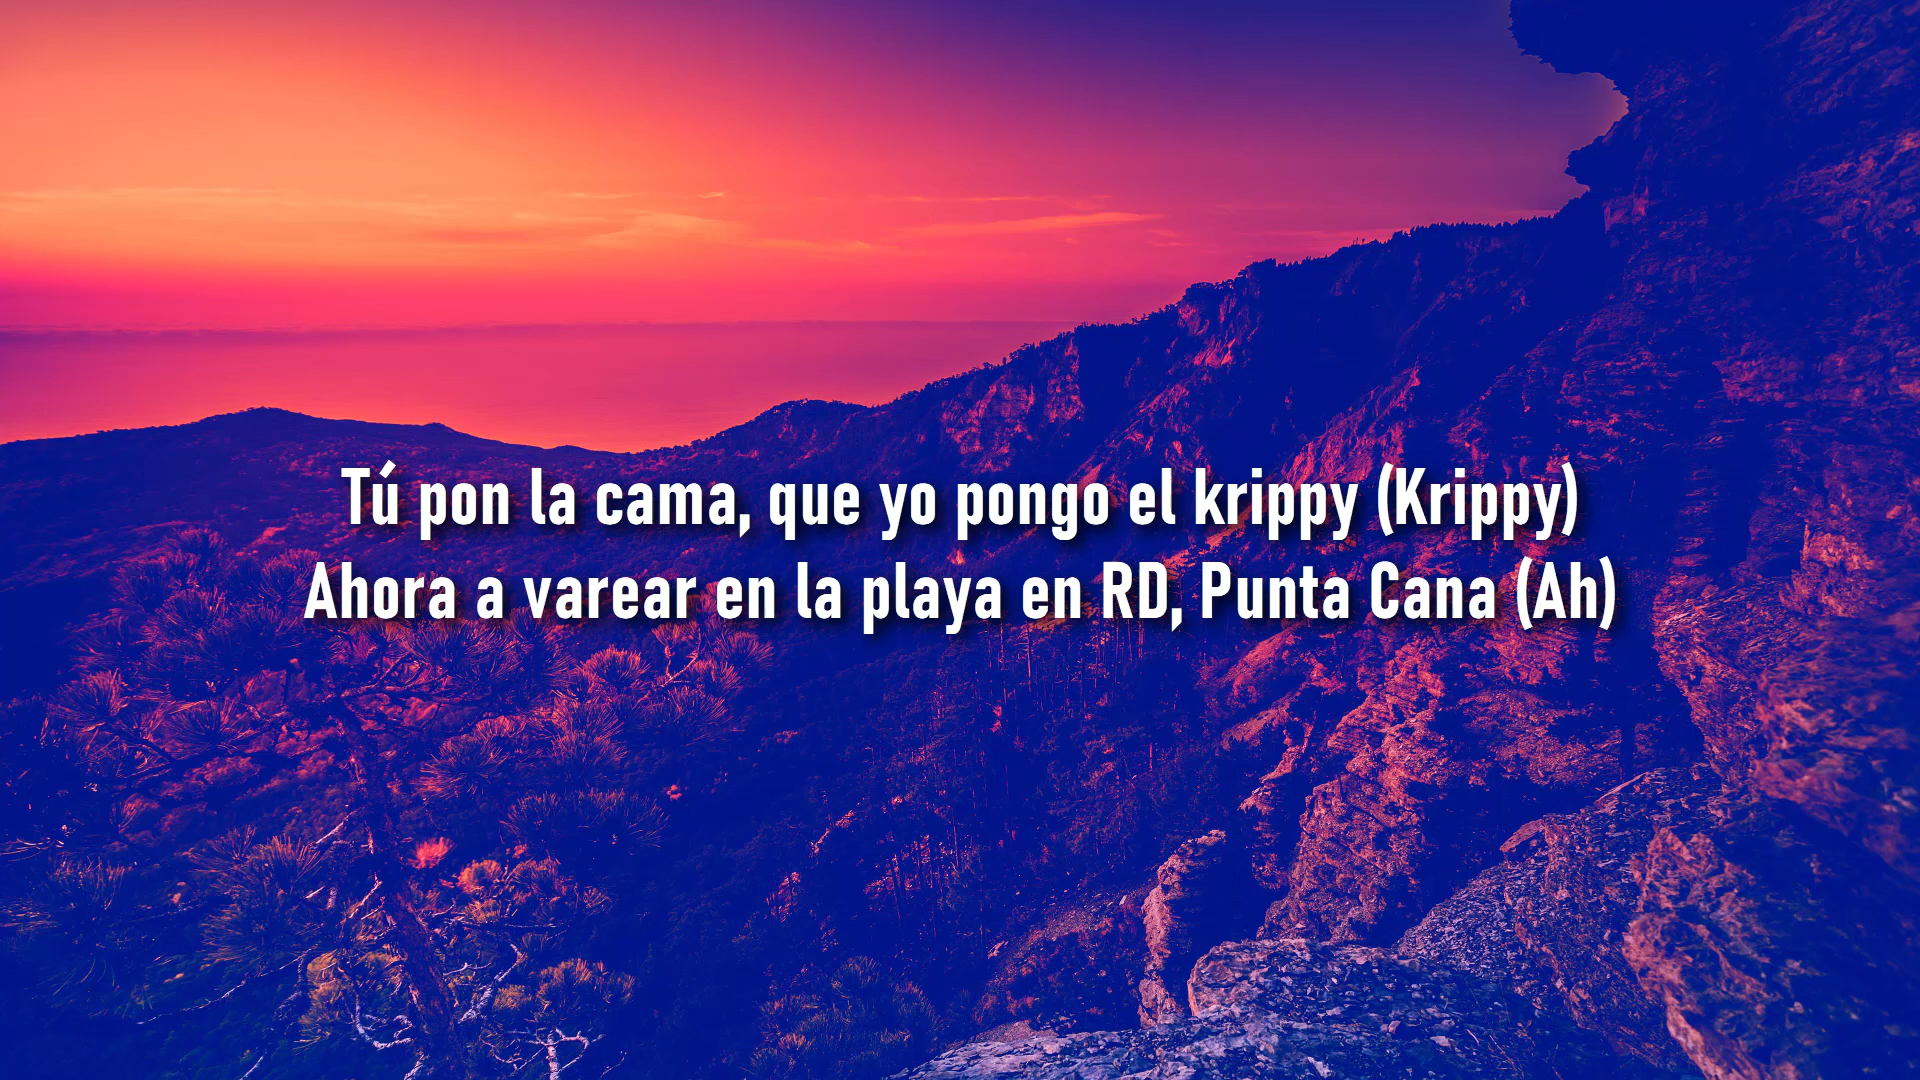 Tú pon la cama, que yo pongo el krippy (Krippy)
Ahora a varear en la playa en RD, Punta Cana (Ah)